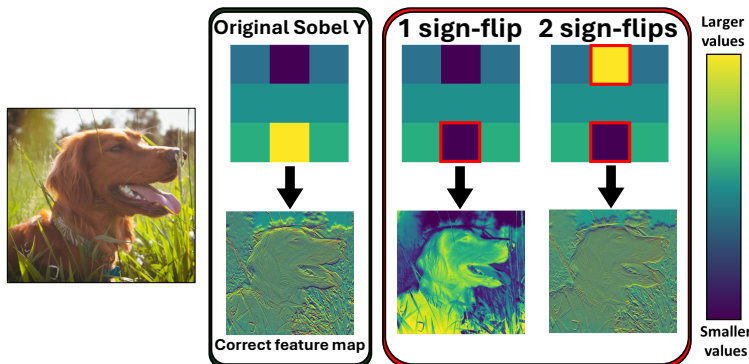 Original Sobel Y
1 sign-flip
2 sign-flips
Larger
values
Correct feature map
Smaller
values